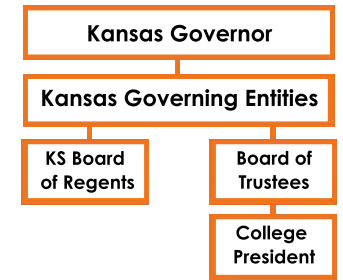 Kansas Governor
Kansas Governing Entities
KS Board
of Regents
Board of
Trustees
College
President